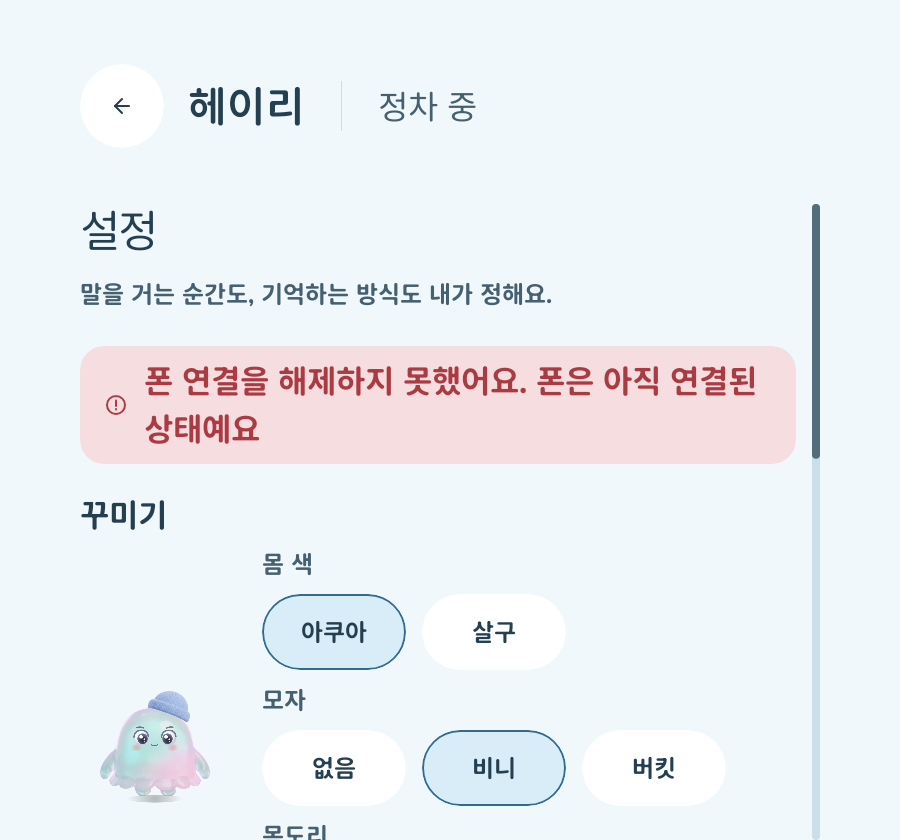 헤이리
정차 중
설정
말을 거는 순간도, 기억하는 방식도 내가 정해요.
폰 연결을 해제하지 못했어요. 폰은 아직 연결된
상태예요
꾸미기
몸 색
아쿠아
살구
모자
없음
비니
버킷
목도리